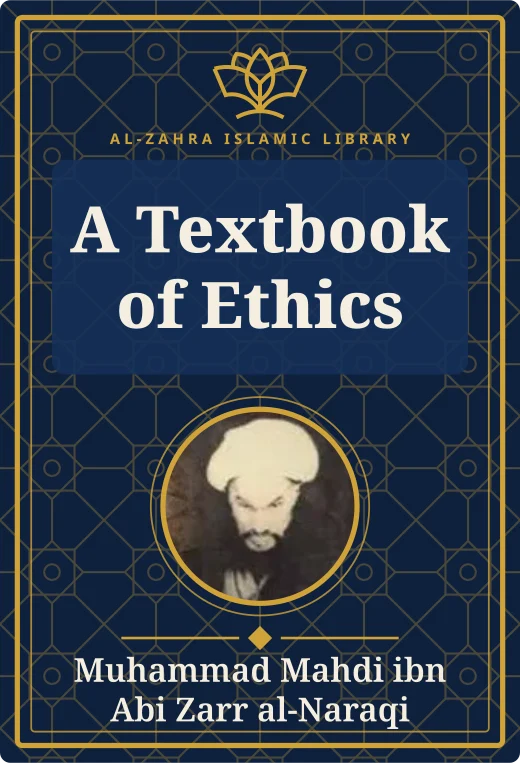 AL-ZAHRA ISLAMIC LIBRARY
A Textbook
of Ethics
Muhammad Mahdi ibn
Abi Zarr al-Naraqi